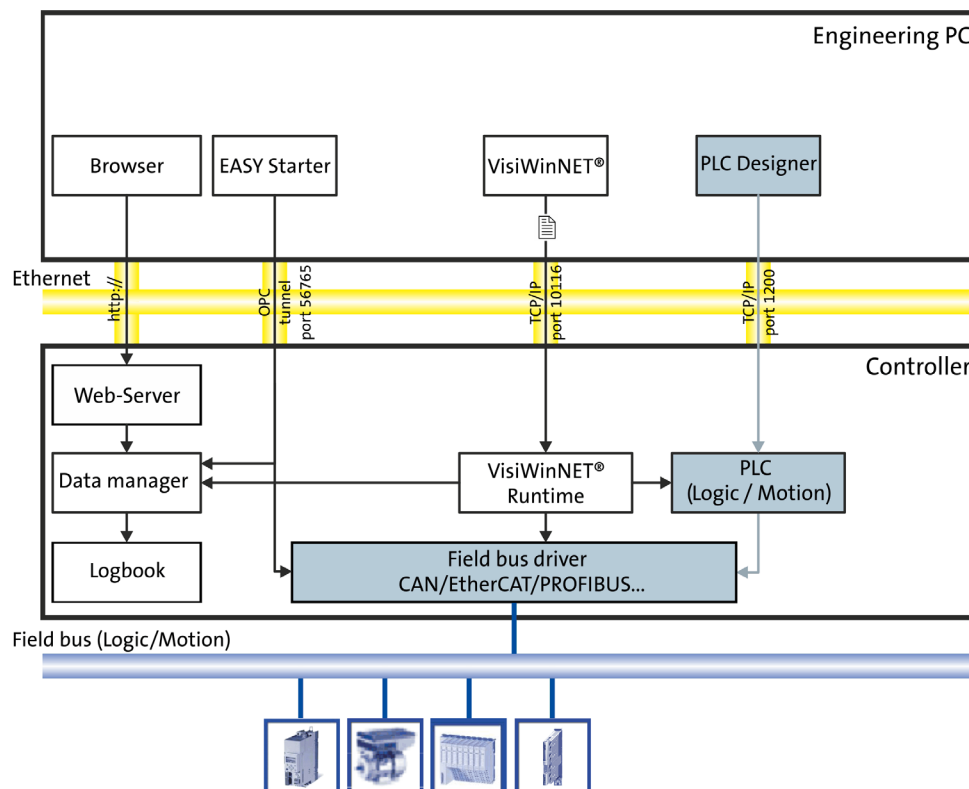 Engineering PC
Browser
EASY Starter
VisiWinNET®
PLC Designer
Ethernet
http://
OPC
tunnel
port 56765
TCP/IP
port 10116
TCP/IP
port 1200
Controller
Web-Server
Data manager
VisiWinNET®
Runtime
PLC
(Logic / Motion)
Logbook
Field bus driver
CAN/EtherCAT/PROFIBUS...
Field bus (Logic/Motion)